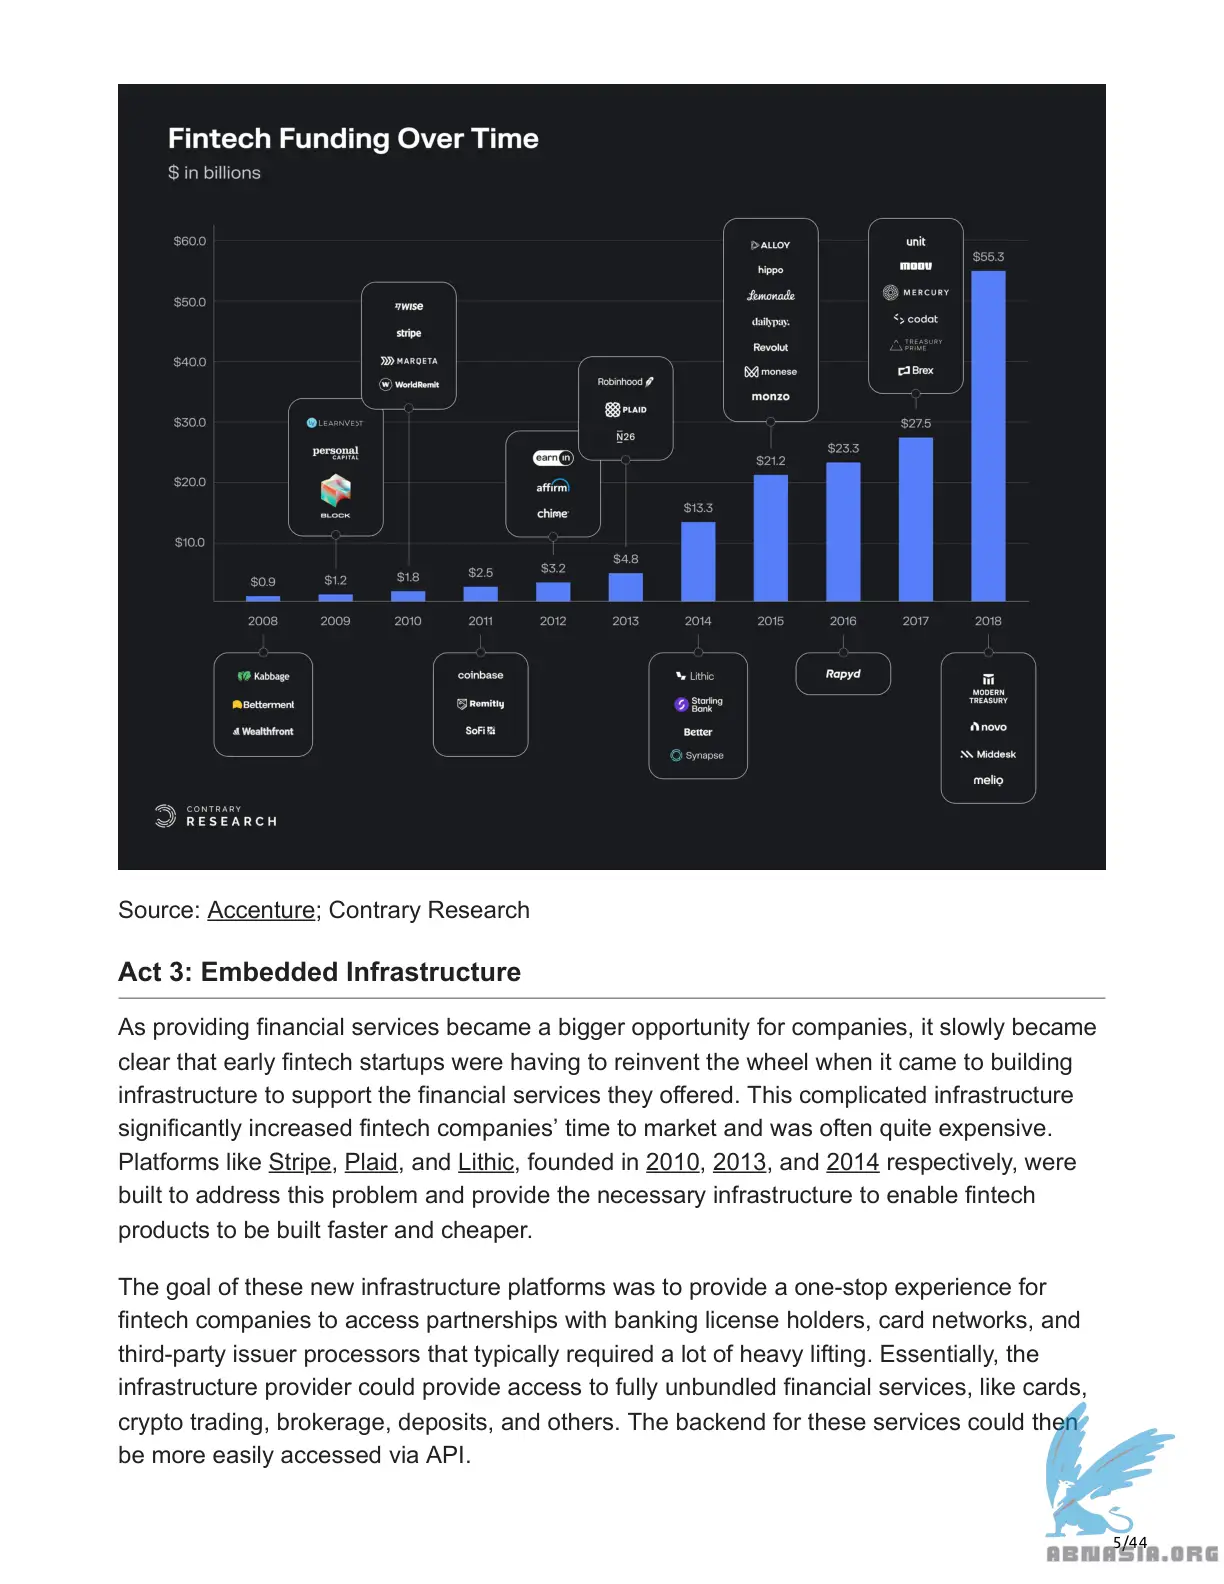 Fintech Funding Over Time
$ in billions
$60.0
$50.0
$40.0
$30.0
$20.0
$10.0
LEARNVEST
personal
CAPITAL
BLOCK
WISE
stripe
MARQETA
WorldRemit
earnin
affirm
chime
Robinhood
PLAID
N26
ALLOY
hippo
Lemonade
dailypay.
Revolut
monese
monzo
unit
moov
MERCURY
codat
TREASURY
PRIME
Brex
$0.9
$1.2
$1.8
$2.5
$3.2
$4.8
$13.3
$21.2
$23.3
$27.5
$55.3
2008
2009
2010
2011
2012
2013
2014
2015
2016
2017
2018
Kabbage
Betterment
Wealthfront
coinbase
Remitly
SoFi
Lithic
Starling
Bank
Better
Synapse
Rapyd
MODERN
TREASURY
novo
Middesk
melio
CONTRARY
RESEARCH
Source: Accenture; Contrary Research
Act 3: Embedded Infrastructure
As providing financial services became a bigger opportunity for companies, it slowly became
clear that early fintech startups were having to reinvent the wheel when it came to building
infrastructure to support the financial services they offered. This complicated infrastructure
significantly increased fintech companies’ time to market and was often quite expensive.
Platforms like Stripe, Plaid, and Lithic, founded in 2010, 2013, and 2014 respectively, were
built to address this problem and provide the necessary infrastructure to enable fintech
products to be built faster and cheaper.
The goal of these new infrastructure platforms was to provide a one-stop experience for
fintech companies to access partnerships with banking license holders, card networks, and
third-party issuer processors that typically required a lot of heavy lifting. Essentially, the
infrastructure provider could provide access to fully unbundled financial services, like cards,
crypto trading, brokerage, deposits, and others. The backend for these services could then
be more easily accessed via API.
5/44
ABNASIA.ORG